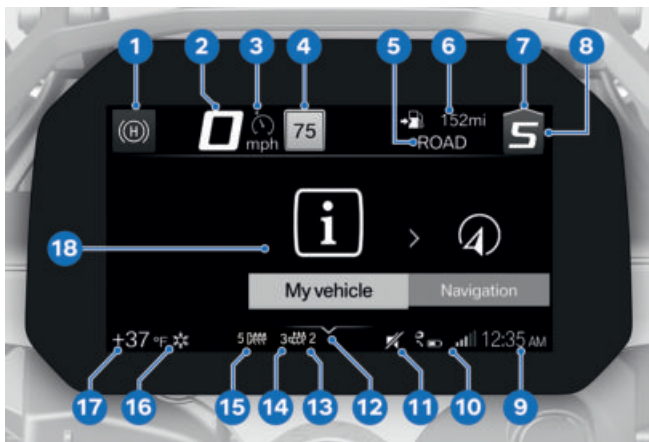 1 2 3 4 5 6 7 8
(H) 0 mph 75 152mi S
ROAD
i
18
My vehicle Navigation
+37 °F 5 3 2 12:35 AM
17 16 15 14 13 12 11 10 9